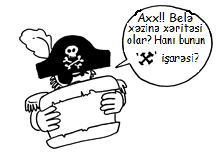 Axx!! Belə
xəzinə xəritəsi
olar? Hanı bunun
"⚒" işarəsi?